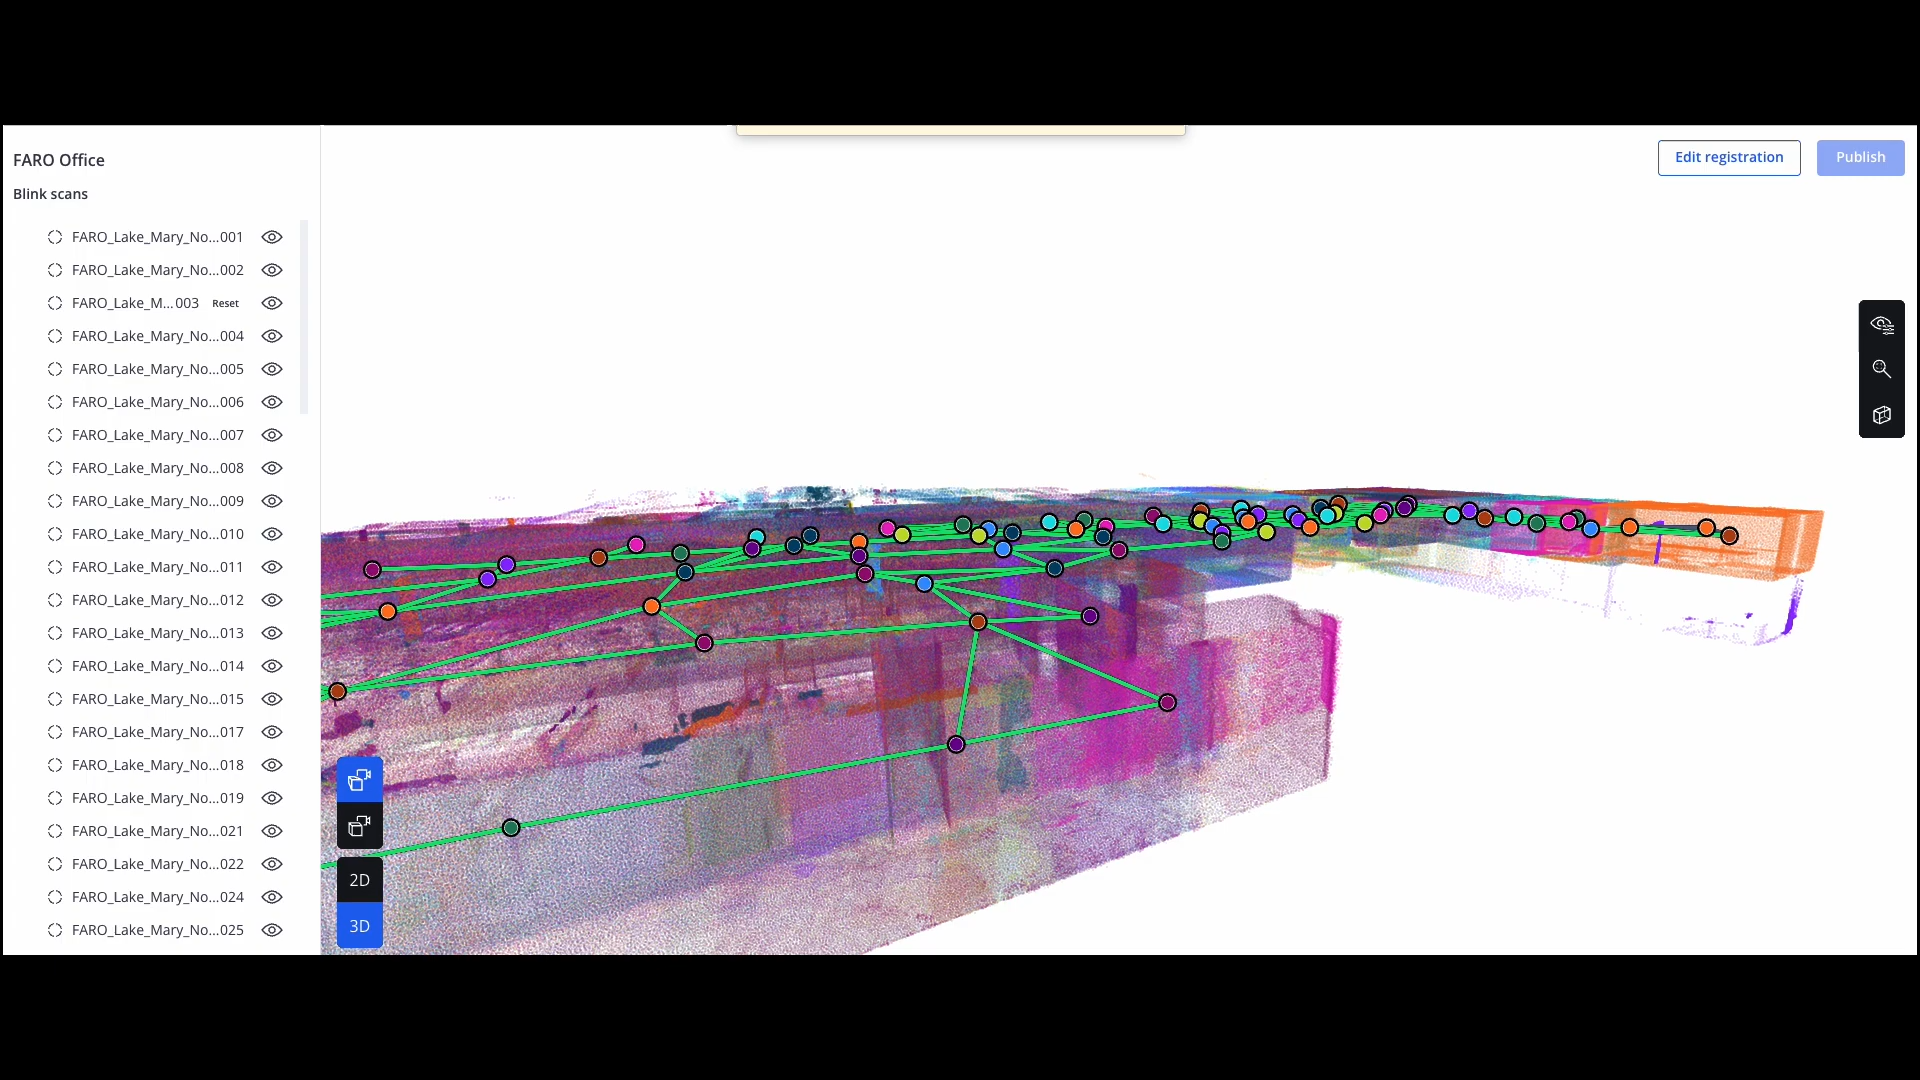 FARO Office
Edit registration
Publish
Blink scans
FARO_Lake_Mary_No...001
FARO_Lake_Mary_No...002
FARO_Lake_M...003 Reset
FARO_Lake_Mary_No...004
FARO_Lake_Mary_No...005
FARO_Lake_Mary_No...006
FARO_Lake_Mary_No...007
FARO_Lake_Mary_No...008
FARO_Lake_Mary_No...009
FARO_Lake_Mary_No...010
FARO_Lake_Mary_No...011
FARO_Lake_Mary_No...012
FARO_Lake_Mary_No...013
FARO_Lake_Mary_No...014
FARO_Lake_Mary_No...015
FARO_Lake_Mary_No...017
FARO_Lake_Mary_No...018
FARO_Lake_Mary_No...019
FARO_Lake_Mary_No...021
FARO_Lake_Mary_No...022
FARO_Lake_Mary_No...024
FARO_Lake_Mary_No...025
2D
3D